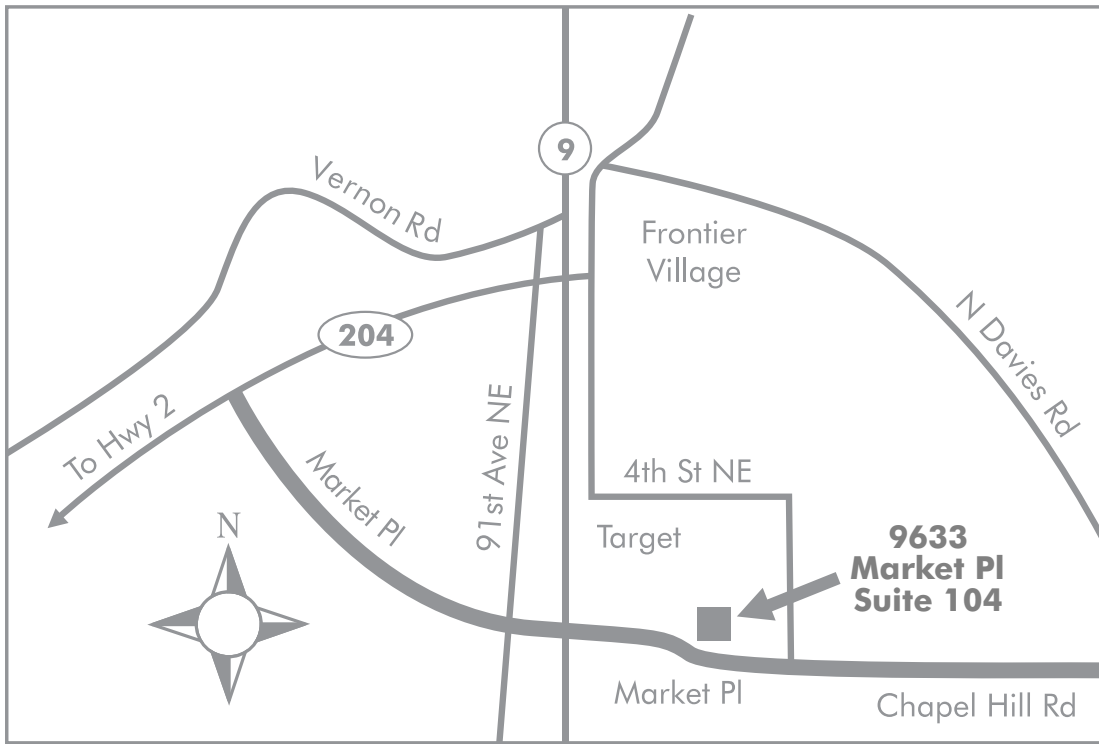 9
Vernon Rd
Frontier
Village
204
N Davies Rd
To Hwy 2
Market Pl
91st Ave NE
4th St NE
Target
N
9633
Market Pl
Suite 104
Market Pl
Chapel Hill Rd